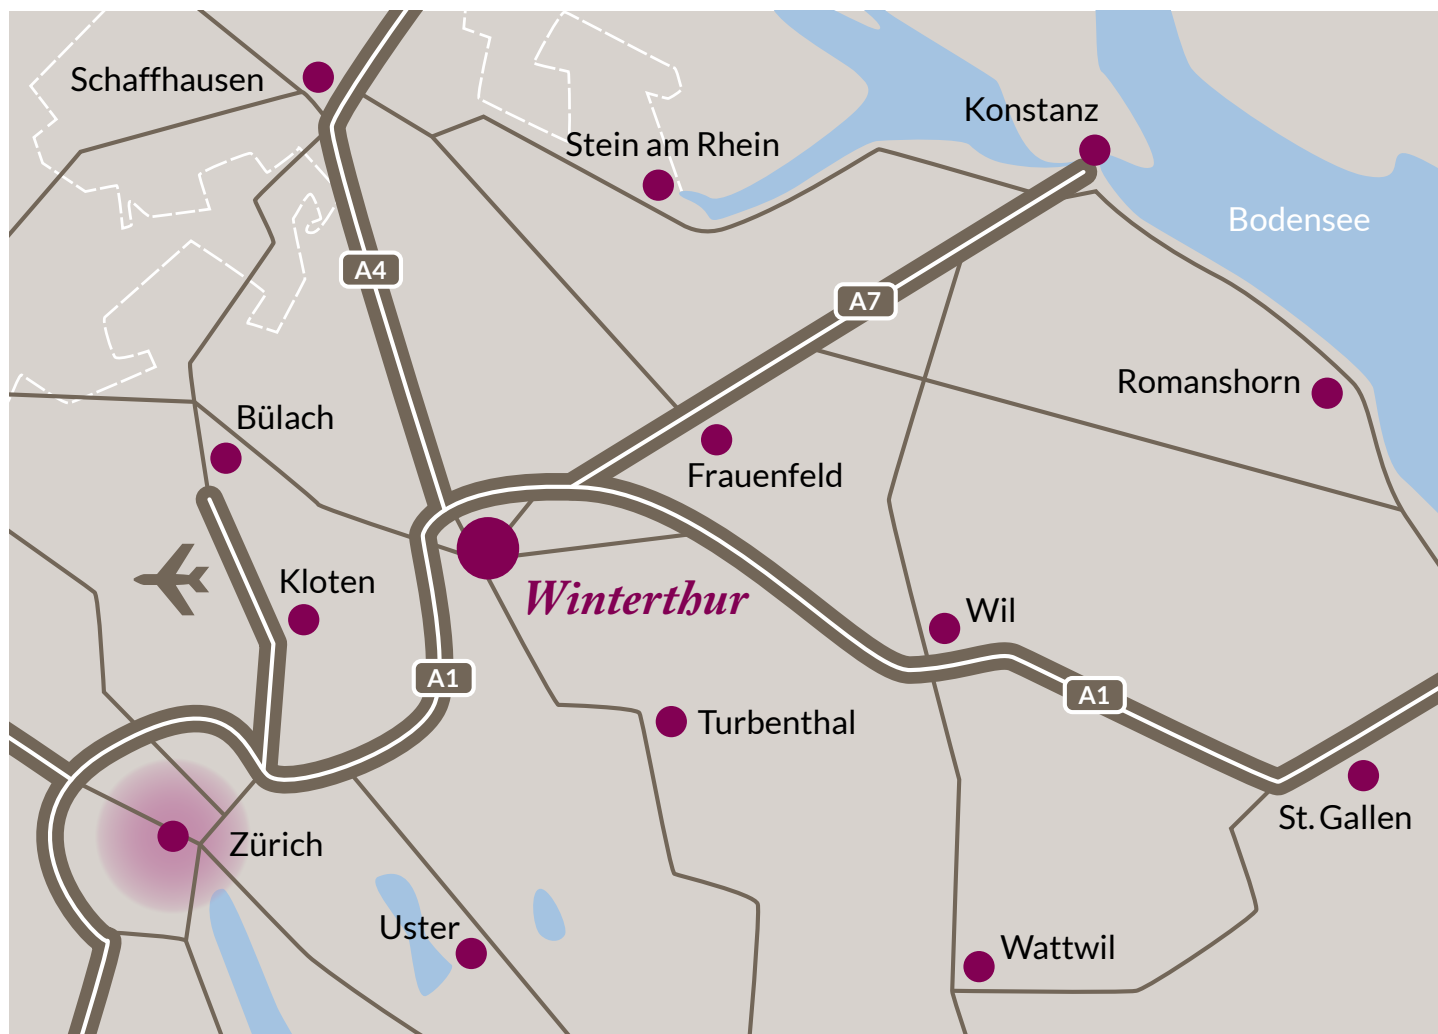 Schaffhausen
Konstanz
Stein am Rhein
Bodensee
A4
A7
Romanshorn
Bülach
Frauenfeld
Kloten
Winterthur
Wil
A1
A1
Turbenthal
St. Gallen
Zürich
Uster
Wattwil